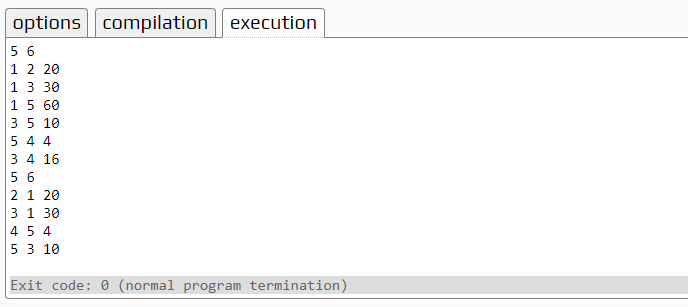 options compilation execution
5 6
1 2 20
1 3 30
1 5 60
3 5 10
5 4 4
3 4 16
5 6
2 1 20
3 1 30
4 5 4
5 3 10
Exit code: 0 (normal program termination)